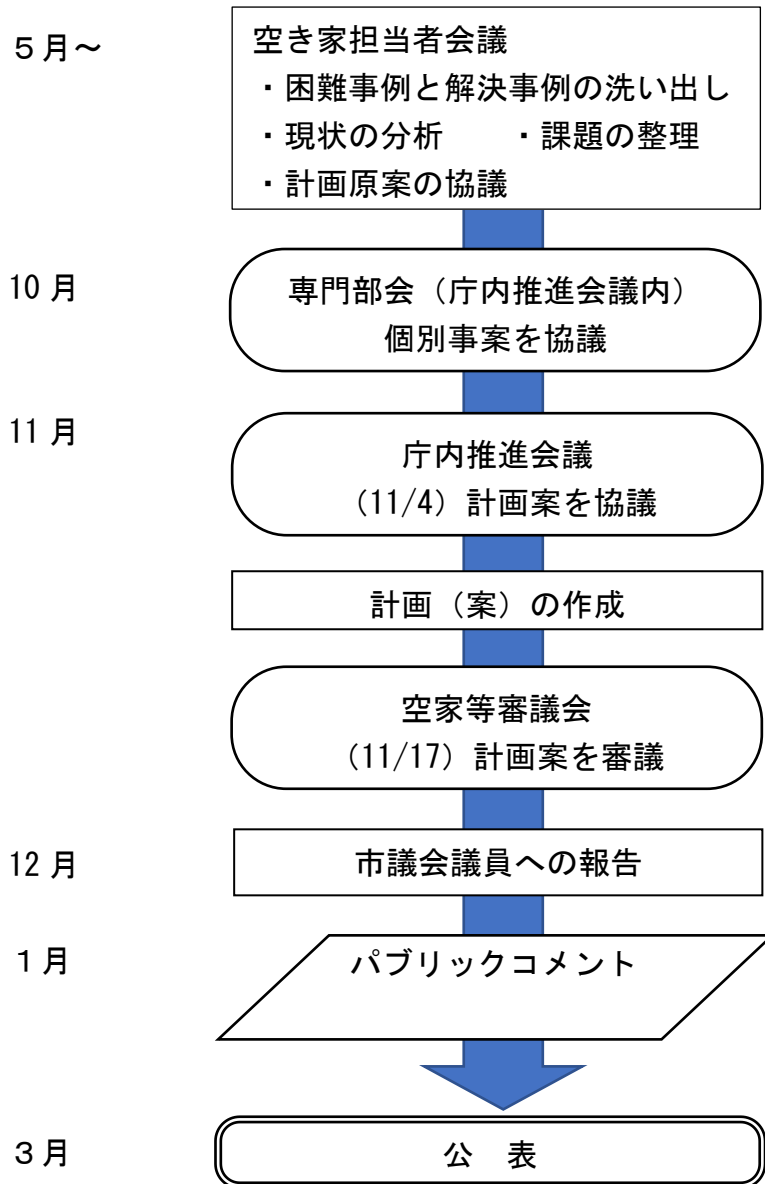 ５月～
空き家担当者会議
・困難事例と解決事例の洗い出し
・現状の分析　　・課題の整理
・計画原案の協議
10 月
専門部会（庁内推進会議内）
個別事案を協議
11 月
庁内推進会議
（11/4）計画案を協議
計画（案）の作成
空家等審議会
（11/17）計画案を審議
12 月
市議会議員への報告
１月
パブリックコメント
３月
公　表